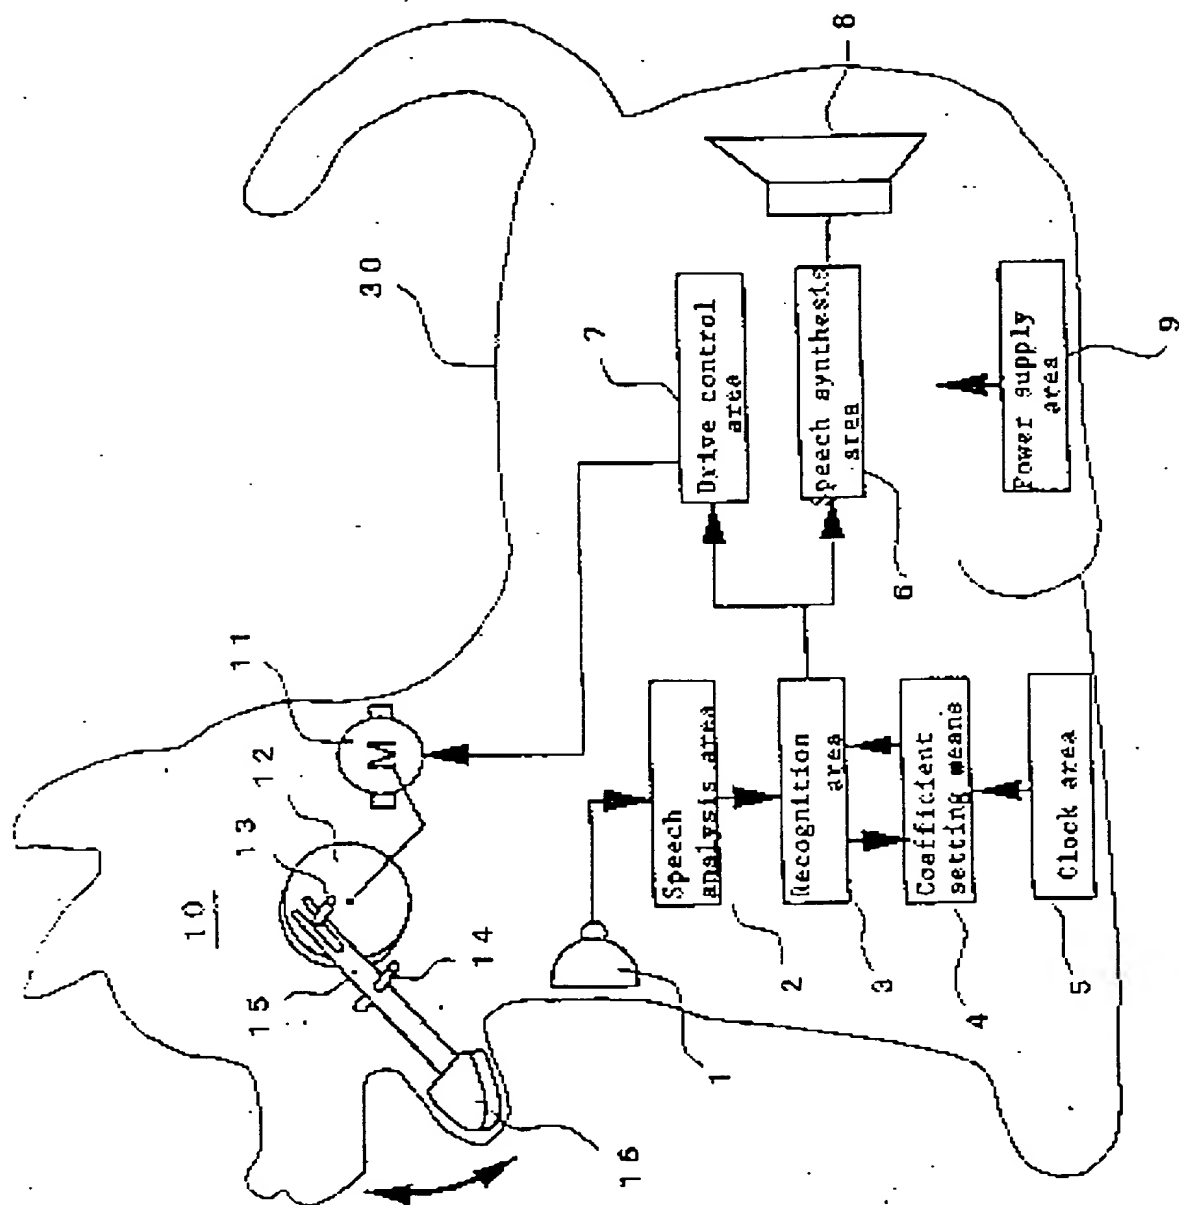 10
15
13
12
11
14
16
M
30
1
Speech
analysis area
2
Recognition
area
3
Coefficient
setting means
4
Clock area
5
Drive control
area
7
Speech synthesis
area
6
8
Power supply
area
9